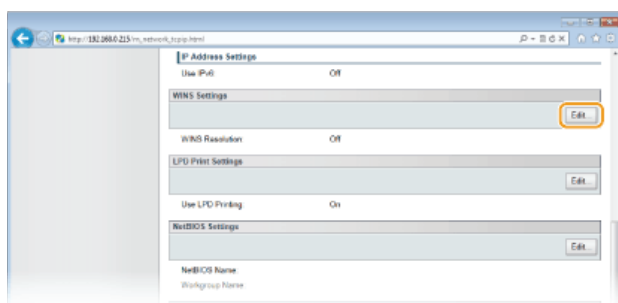 http://192.168.0.215/m_network_tcpip.html
IP Address Settings
Use IPv6 Off
WINS Settings
Edit...
WINS Resolution Off
LPD Print Settings
Edit...
Use LPD Printing On
NetBIOS Settings
Edit...
NetBIOS Name
Workgroup Name